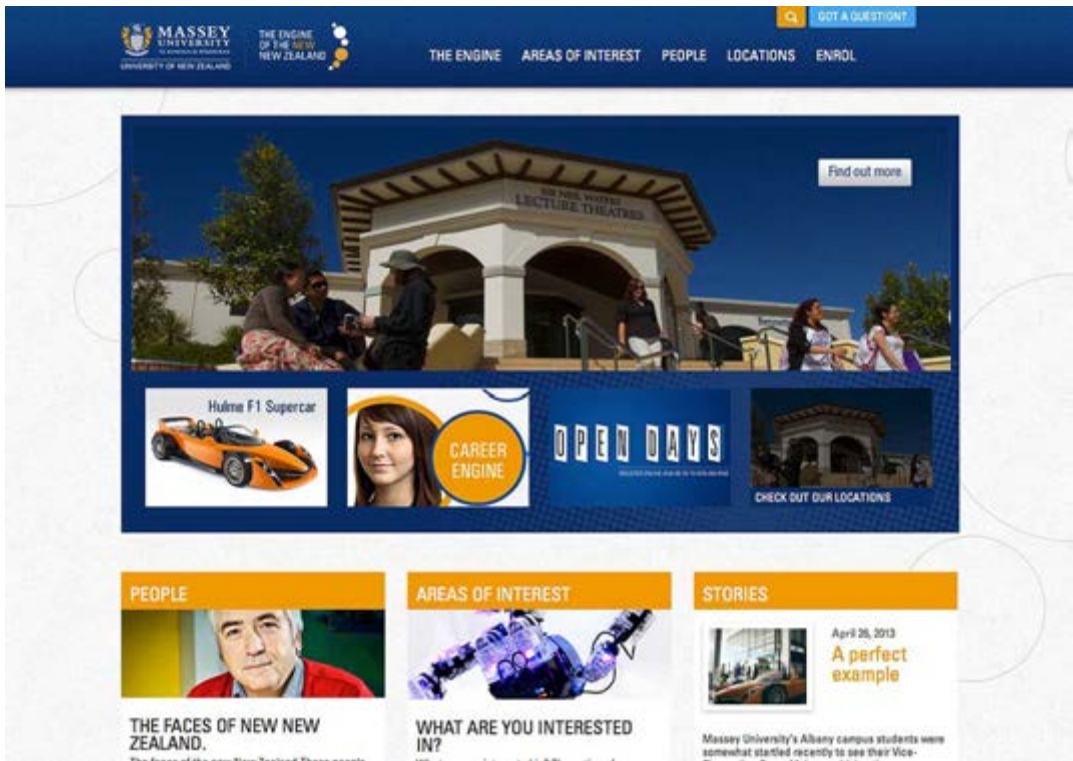 MASSEY
UNIVERSITY
UNIVERSITY OF NEW ZEALAND
THE ENGINE
OF THE NEW
NEW ZEALAND
GOT A QUESTION?
THE ENGINE
AREAS OF INTEREST
PEOPLE
LOCATIONS
ENROL
Find out more
SIR NEIL WATERS
LECTURE THEATRES
Hulme F1 Supercar
CAREER
ENGINE
OPEN DAYS
CHECK OUT OUR LOCATIONS
PEOPLE
THE FACES OF NEW NEW
ZEALAND.
AREAS OF INTEREST
WHAT ARE YOU INTERESTED
IN?
STORIES
April 26, 2013
A perfect
example
Massey University's Albany campus students were
somewhat startled recently to see their Vice-